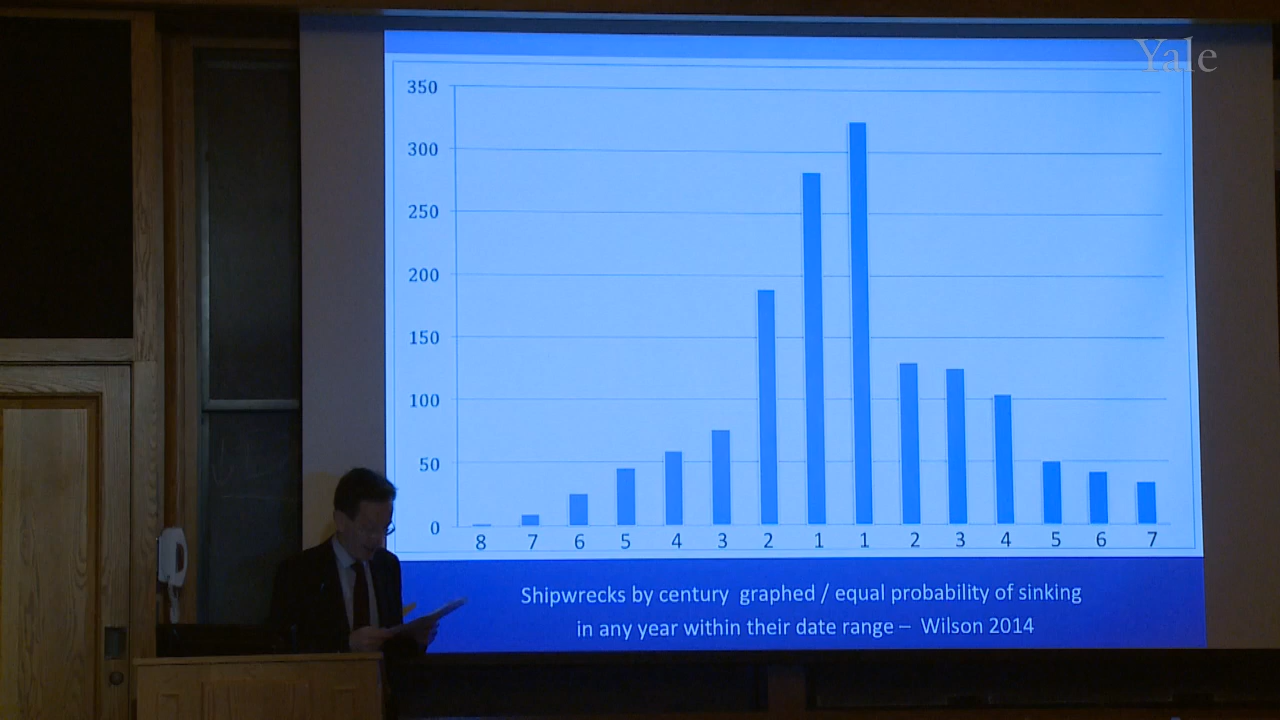 Yale
350
300
250
200
150
100
50
0
8 7 6 5 4 3 2 1 1 2 3 4 5 6 7
Shipwrecks by century graphed / equal probability of sinking
in any year within their date range – Wilson 2014